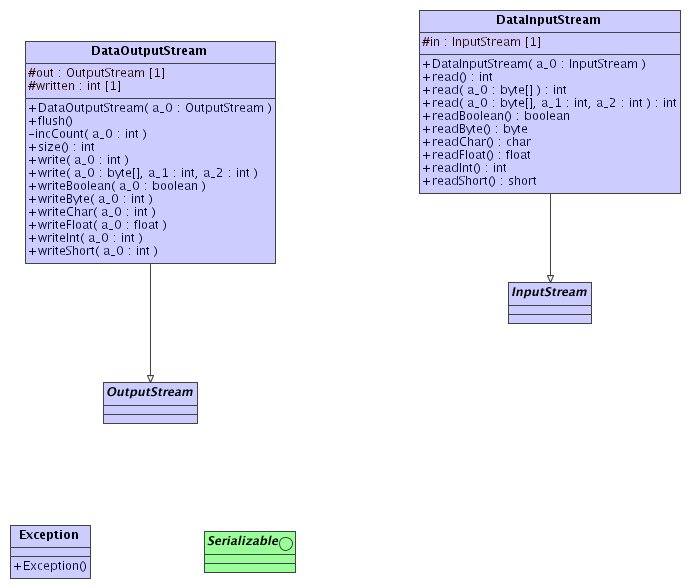 DataOutputStream
#out : OutputStream [1]
#written : int [1]
+DataOutputStream( a_0 : OutputStream )
+flush()
-incCount( a_0 : int )
+size() : int
+write( a_0 : int )
+write( a_0 : byte[], a_1 : int, a_2 : int )
+writeBoolean( a_0 : boolean )
+writeByte( a_0 : int )
+writeChar( a_0 : int )
+writeFloat( a_0 : float )
+writeInt( a_0 : int )
+writeShort( a_0 : int )
DataInputStream
#in : InputStream [1]
+DataInputStream( a_0 : InputStream )
+read() : int
+read( a_0 : byte[] ) : int
+read( a_0 : byte[], a_1 : int, a_2 : int ) : int
+readBoolean() : boolean
+readByte() : byte
+readChar() : char
+readFloat() : float
+readInt() : int
+readShort() : short
InputStream
OutputStream
Exception
+Exception()
Serializable